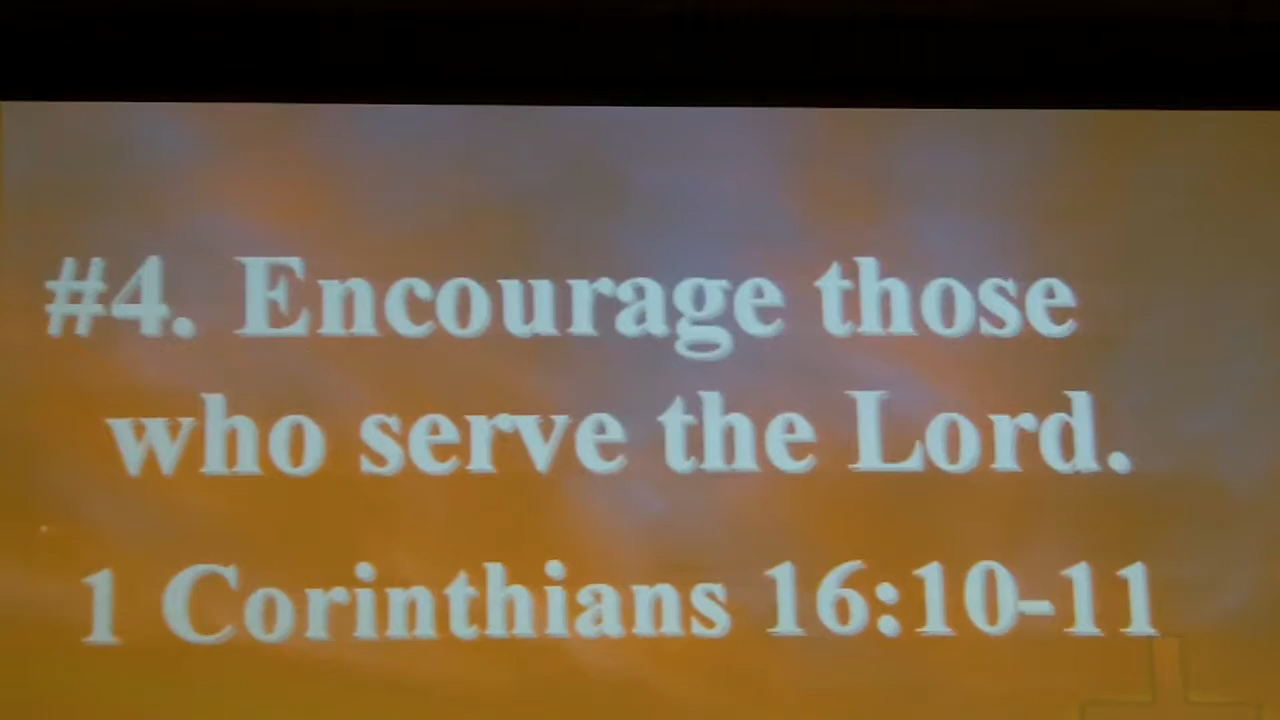 #4. Encourage those
who serve the Lord.
1 Corinthians 16:10-11